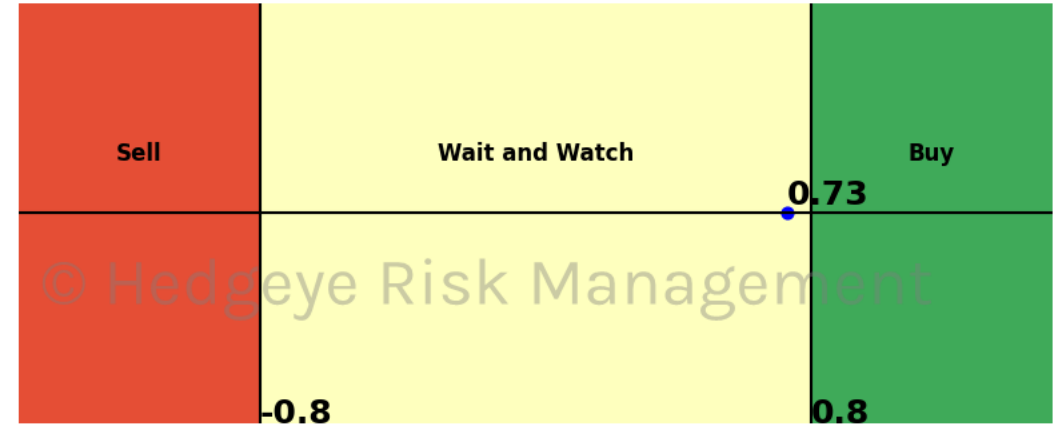 Sell
Wait and Watch
Buy
0.73
© Hedgeye Risk Management
-0.8
0.8